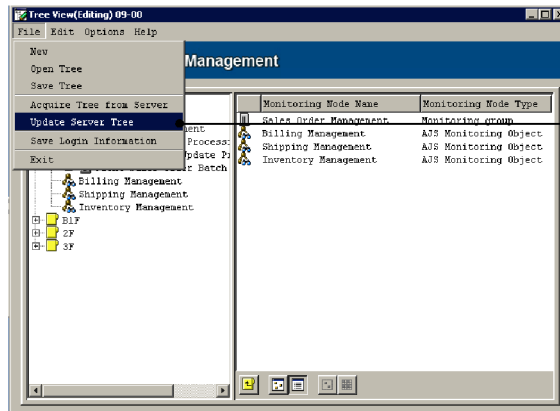 Tree View(Editing) 09-00
File Edit Options Help
Management
New
Open Tree
Save Tree
Acquire Tree from Server
Update Server Tree
Save Login Information
Exit
Monitoring Node Name Monitoring Node Type
Sales Order Management Monitoring group
Billing Management AJS Monitoring Object
Shipping Management AJS Monitoring Object
Inventory Management AJS Monitoring Object
Batch
Billing Management
Shipping Management
Inventory Management
B1F
2F
3F